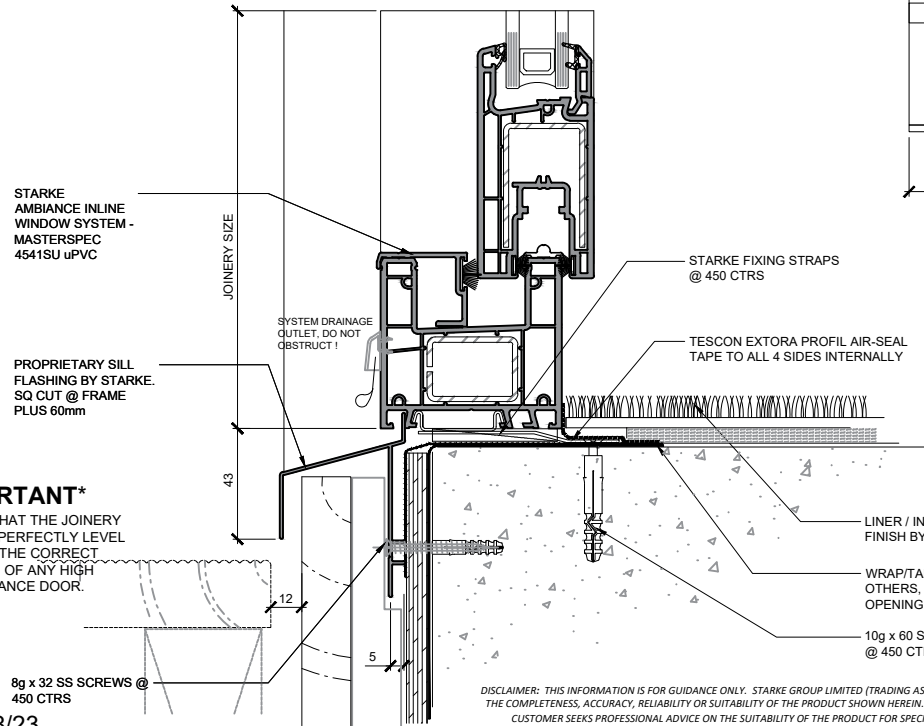 STARKE
AMBIANCE INLINE
WINDOW SYSTEM -
MASTERSPEC
4541SU uPVC
JOINERY SIZE
SYSTEM DRAINAGE
OUTLET, DO NOT
OBSTRUCT !
STARKE FIXING STRAPS
@ 450 CTRS
TESCON EXTORA PROFIL AIR-SEAL
TAPE TO ALL 4 SIDES INTERNALLY
PROPRIETARY SILL
FLASHING BY STARKE.
SQ CUT @ FRAME
PLUS 60mm
43
RTANT*
HAT THE JOINERY
PERFECTLY LEVEL
THE CORRECT
OF ANY HIGH
ANCE DOOR.
LINER / IN
FINISH BY
WRAP/TA
OTHERS,
OPENING
12
5
10g x 60 S
@ 450 CT
8g x 32 SS SCREWS @
450 CTRS
DISCLAIMER: THIS INFORMATION IS FOR GUIDANCE ONLY. STARKE GROUP LIMITED (TRADING AS
THE COMPLETENESS, ACCURACY, RELIABILITY OR SUITABILITY OF THE PRODUCT SHOWN HEREIN.
CUSTOMER SEEKS PROFESSIONAL ADVICE ON THE SUITABILITY OF THE PRODUCT FOR SPECI